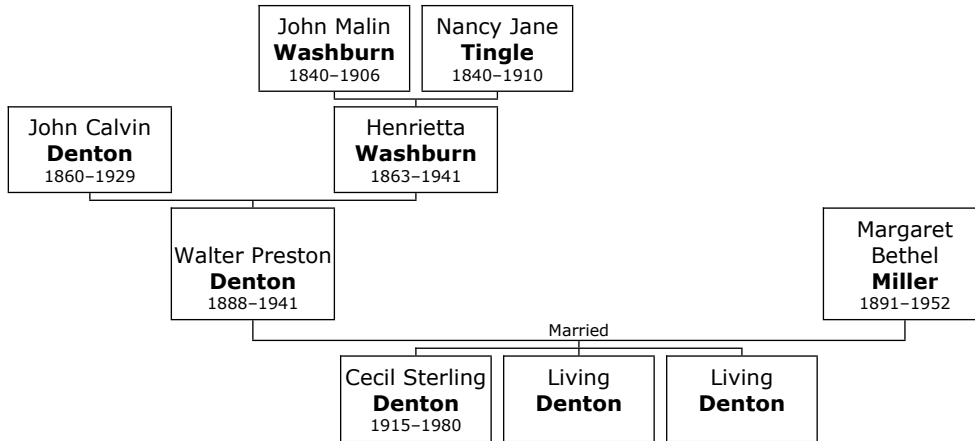 John Malin
Washburn
1840–1906
Nancy Jane
Tingle
1840–1910
John Calvin
Denton
1860–1929
Henrietta
Washburn
1863–1941
Walter Preston
Denton
1888–1941
Margaret
Bethel
Miller
1891–1952
Married
Cecil Sterling
Denton
1915–1980
Living
Denton
Living
Denton